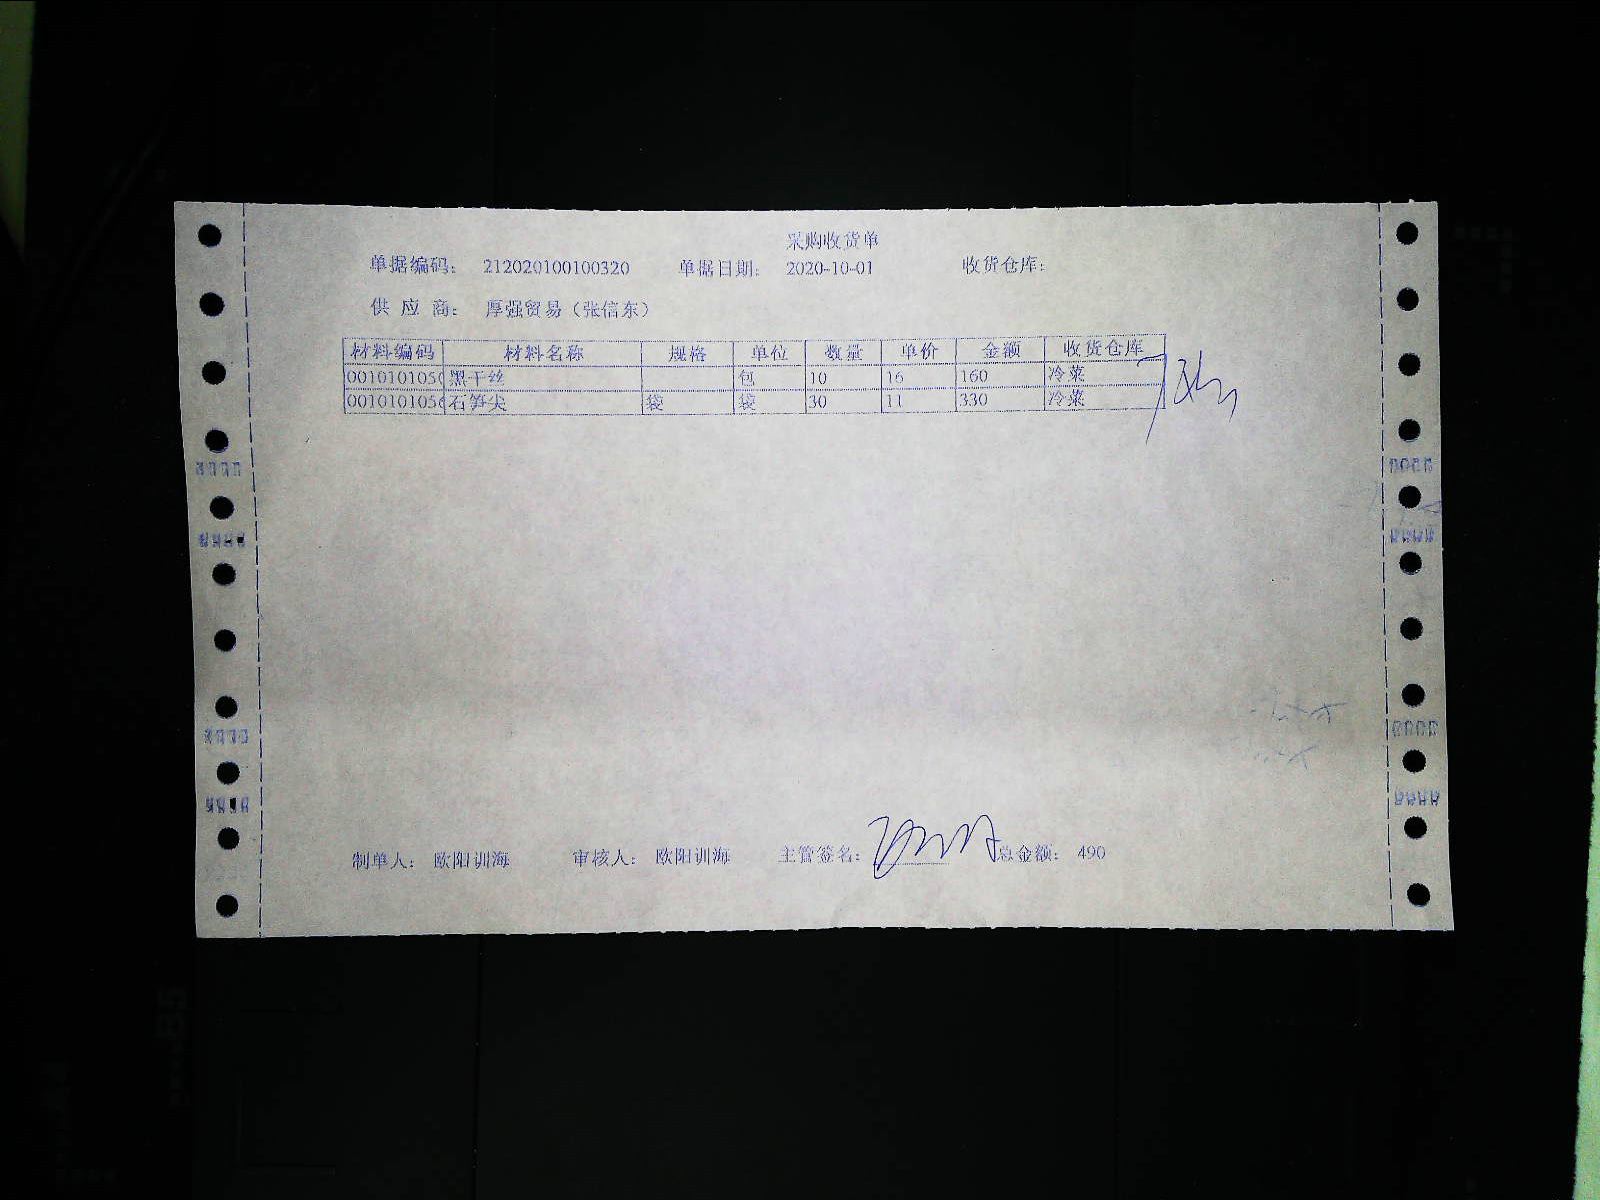 采购收货单
单据编码： 212020100100320 单据日期： 2020-10-01 收货仓库：
供 应 商： 厚强贸易（张信东）
材料编码 材料名称 规格 单位 数量 单价 金额 收货仓库
0010101050 黑干丝 包 10 16 160 冷菜
001010105 石笋尖 袋 袋 30 11 330 冷菜
制单人： 欧阳训海 审核人： 欧阳训海 主管签名： 总金额： 490